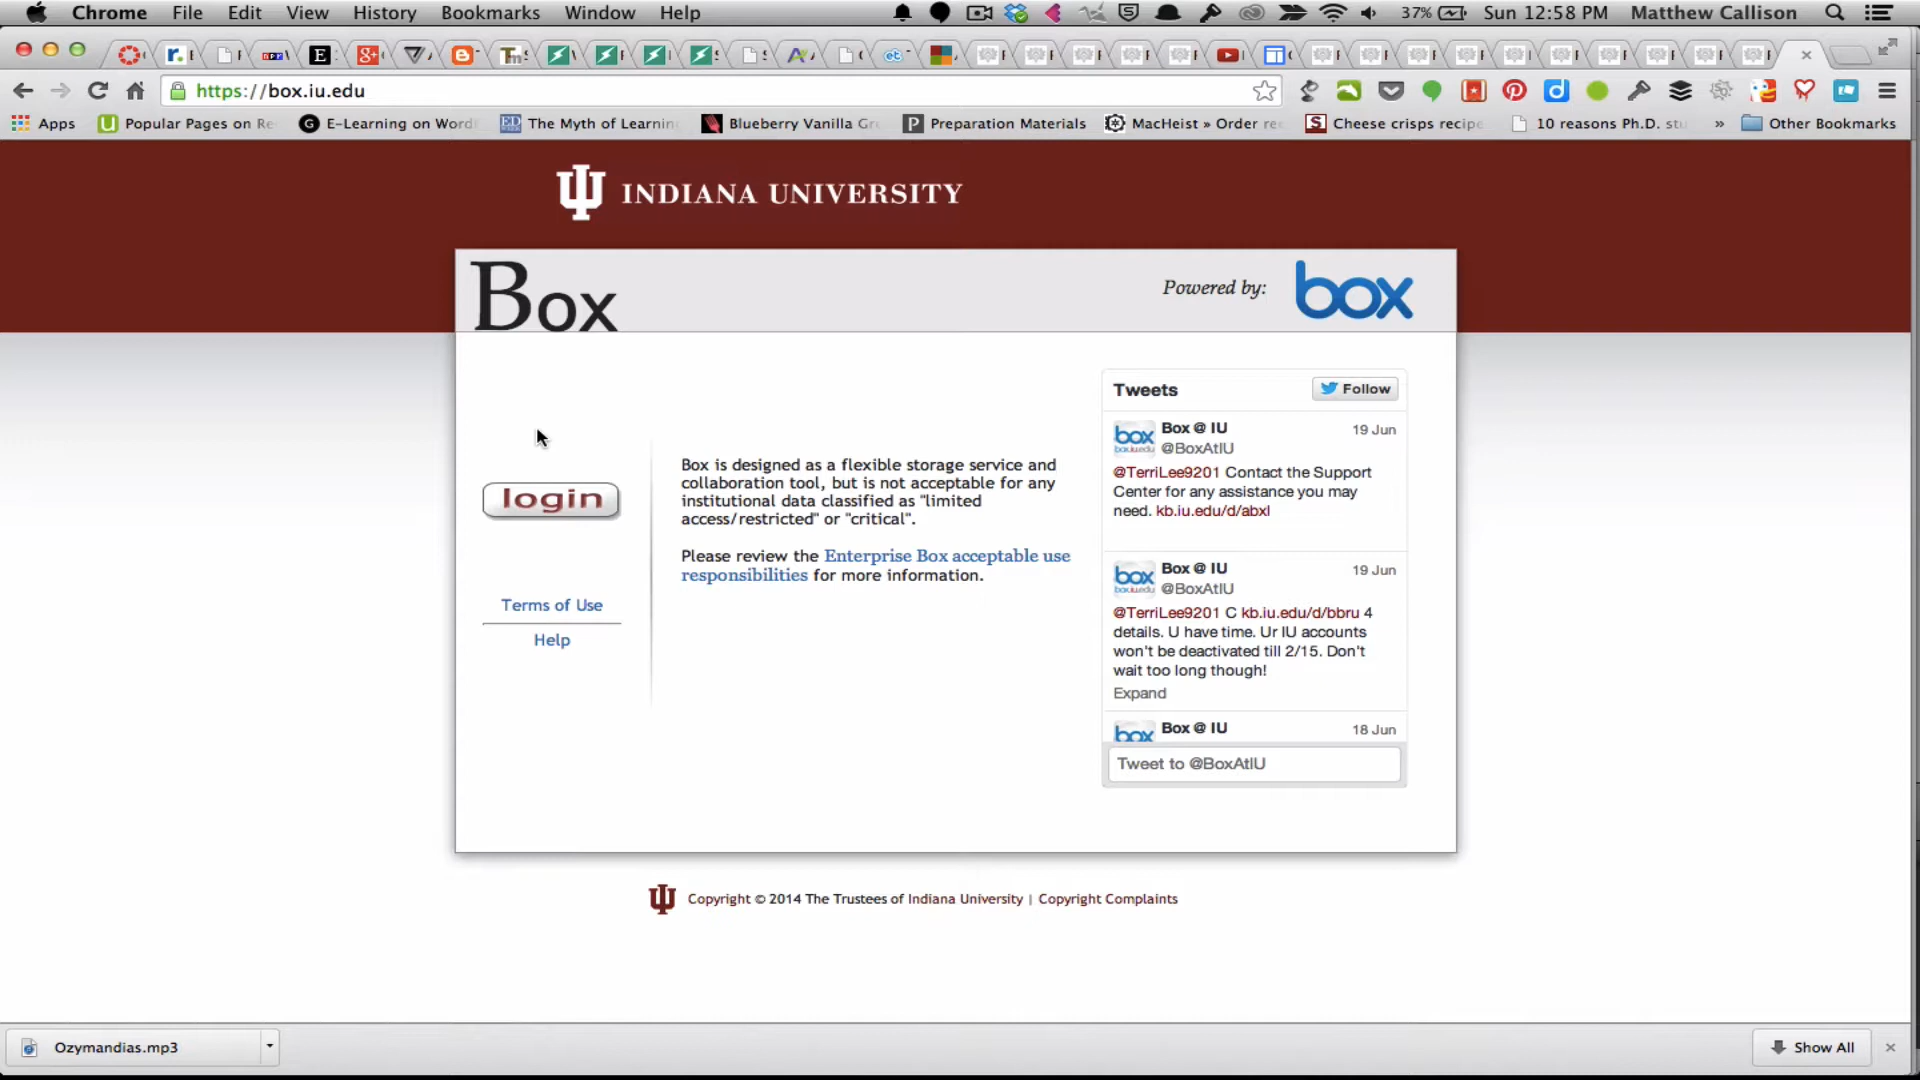 Chrome File Edit View History Bookmarks Window Help 37% Sun 12:58 PM Matthew Callison
https://box.iu.edu
Apps Popular Pages on Re E-Learning on Word The Myth of Learnin Blueberry Vanilla Gr Preparation Materials MacHeist » Order re Cheese crisps recipe 10 reasons Ph.D. stu » Other Bookmarks
INDIANA UNIVERSITY
Box
Powered by: box
Tweets Follow
Box @ IU 19 Jun
@BoxAtIU
@TerriLee9201 Contact the Support
Center for any assistance you may
need. kb.iu.edu/d/abxl
Box is designed as a flexible storage service and
collaboration tool, but is not acceptable for any
institutional data classified as "limited
access/restricted" or "critical".
login
Please review the Enterprise Box acceptable use
responsibilities for more information.
Terms of Use
Help
Box @ IU 19 Jun
@BoxAtIU
@TerriLee9201 C kb.iu.edu/d/bbru 4
details. U have time. Ur IU accounts
won't be deactivated till 2/15. Don't
wait too long though!
Expand
Box @ IU 18 Jun
Tweet to @BoxAtIU
Copyright © 2014 The Trustees of Indiana University | Copyright Complaints
Ozymandias.mp3 Show All